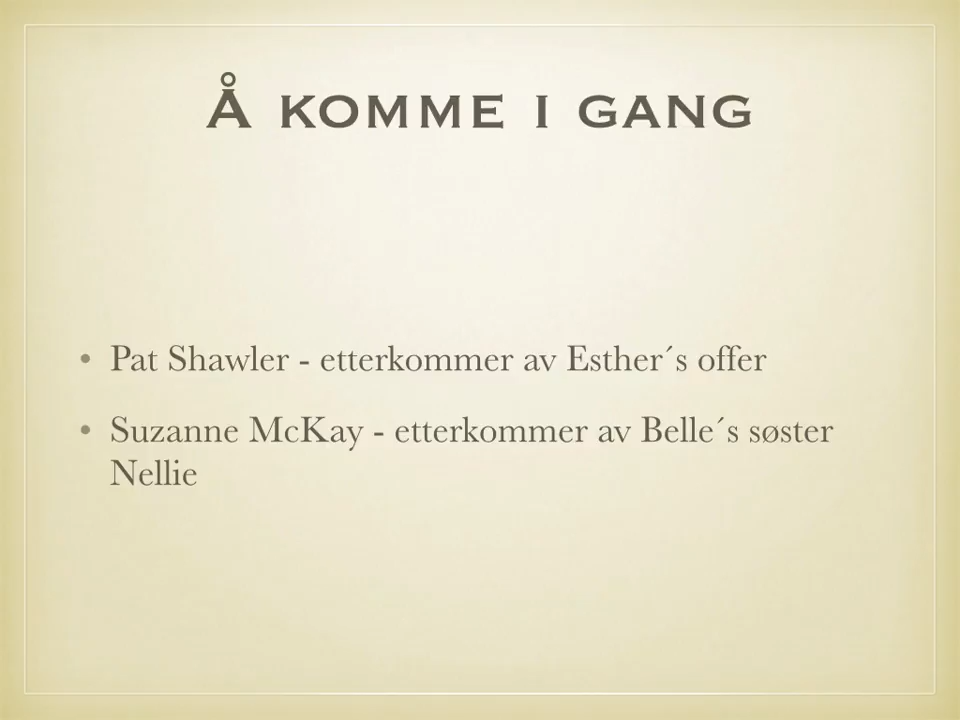 Å KOMME I GANG
• Pat Shawler - etterkommer av Esther´s offer
• Suzanne McKay - etterkommer av Belle´s søster
Nellie